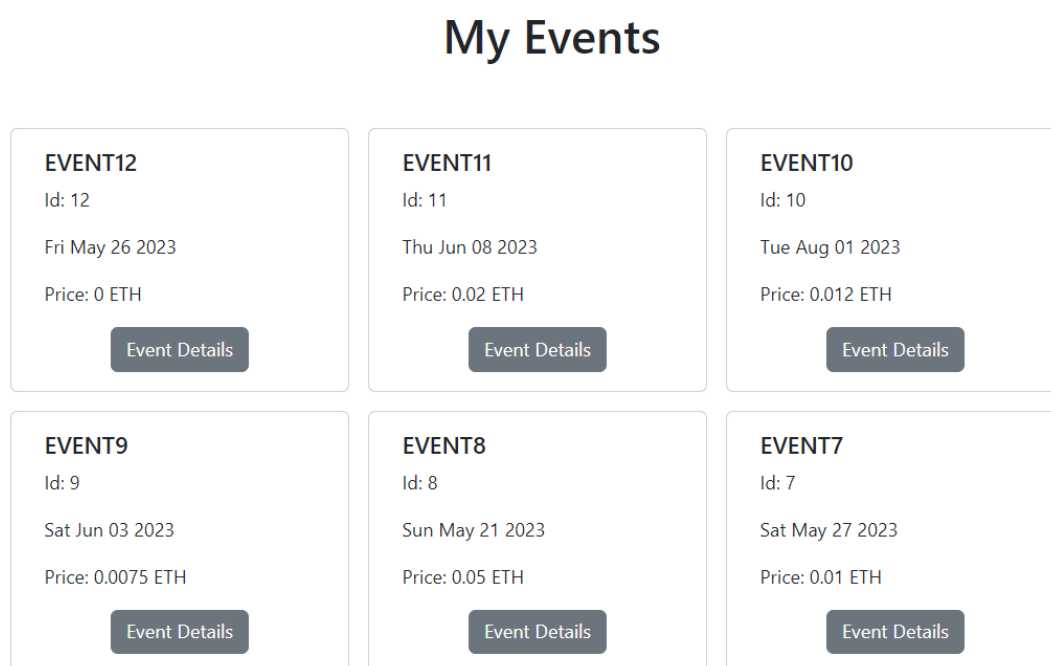 My Events
EVENT12
Id: 12
Fri May 26 2023
Price: 0 ETH
Event Details
EVENT11
Id: 11
Thu Jun 08 2023
Price: 0.02 ETH
Event Details
EVENT10
Id: 10
Tue Aug 01 2023
Price: 0.012 ETH
Event Details
EVENT9
Id: 9
Sat Jun 03 2023
Price: 0.0075 ETH
Event Details
EVENT8
Id: 8
Sun May 21 2023
Price: 0.05 ETH
Event Details
EVENT7
Id: 7
Sat May 27 2023
Price: 0.01 ETH
Event Details